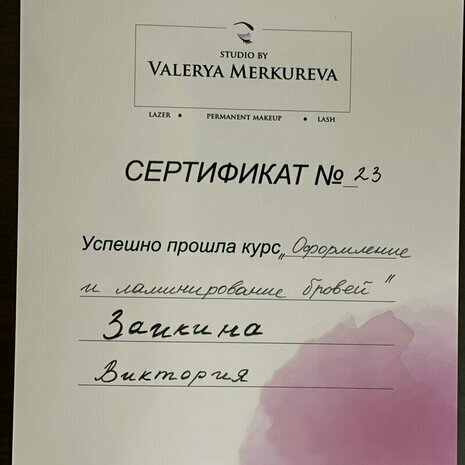 STUDIO BY
VALERYA MERKUREVA
LAZER • PERMANENT MAKEUP • LASH
СЕРТИФИКАТ № 23
Успешно прошла курс „Оформление
и ламинирование бровей"
Заикина
Виктория